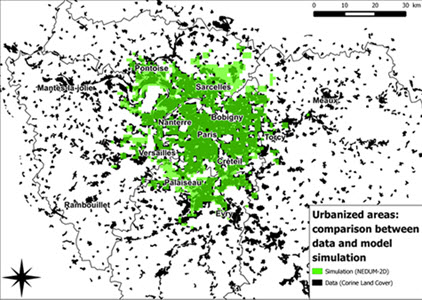 0 10 20 30 km
Pontoise
Sarcelles
Mantes-la-jolie
Meaux
Bobigny
Nanterre
Paris
Torcy
Versailles
Créteil
Palaiseau
Rambouillet
Evry
Urbanized areas:
comparison between
data and model
simulation
Simulation (NEDUM-2D)
Data (Corine Land Cover)